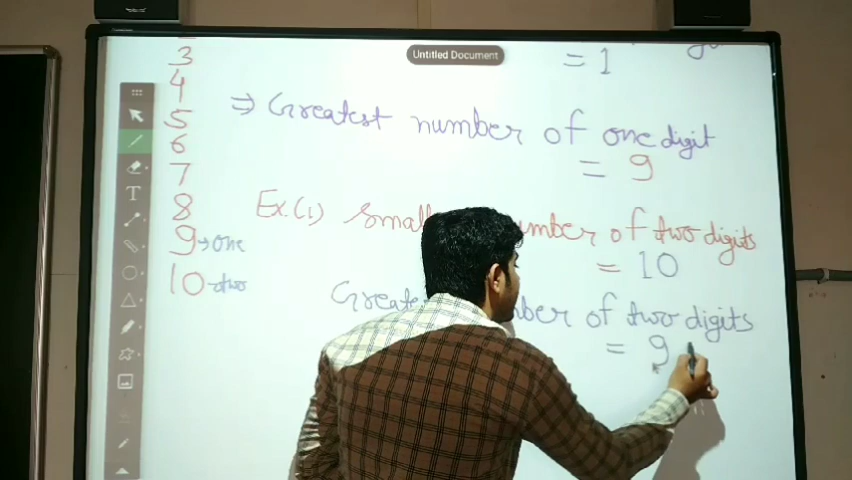 Untitled Document
3
= 1
4
⇒ Greatest number of one digit
5
= 9
6
7
8
Ex.(1) Small number of two digits
9→one
= 10
10→two
Greatest number of two digits
= 9
T